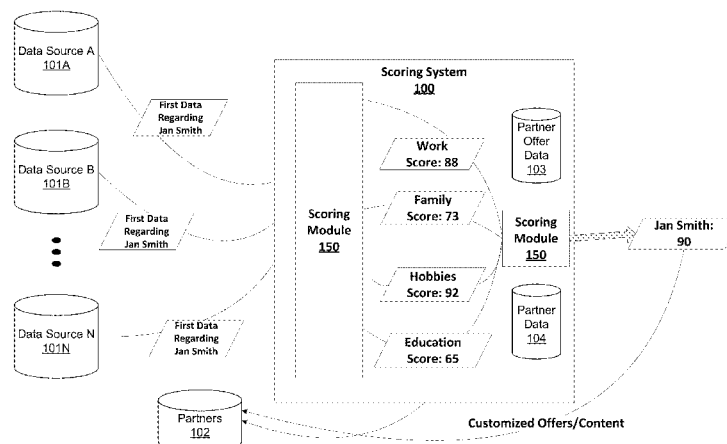 Data Source A
101A
First Data
Regarding
Jan Smith
Data Source B
101B
First Data
Regarding
Jan Smith
Data Source N
101N
First Data
Regarding
Jan Smith
Partners
102
Scoring System
100
Scoring
Module
150
Work
Score: 88
Family
Score: 73
Hobbies
Score: 92
Education
Score: 65
Partner
Offer
Data
103
Scoring
Module
150
Partner
Data
104
Jan Smith:
90
Customized Offers/Content